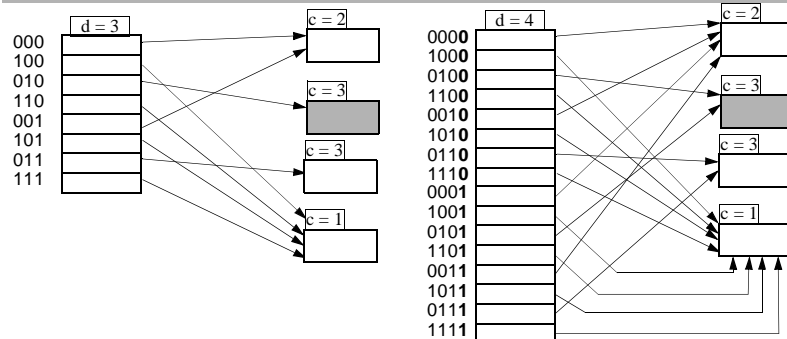 d = 3
000
100
010
110
001
101
011
111
c = 2
c = 3
c = 3
c = 1
d = 4
0000
1000
0100
1100
0010
1010
0110
1110
0001
1001
0101
1101
0011
1011
0111
1111
c = 2
c = 3
c = 3
c = 1